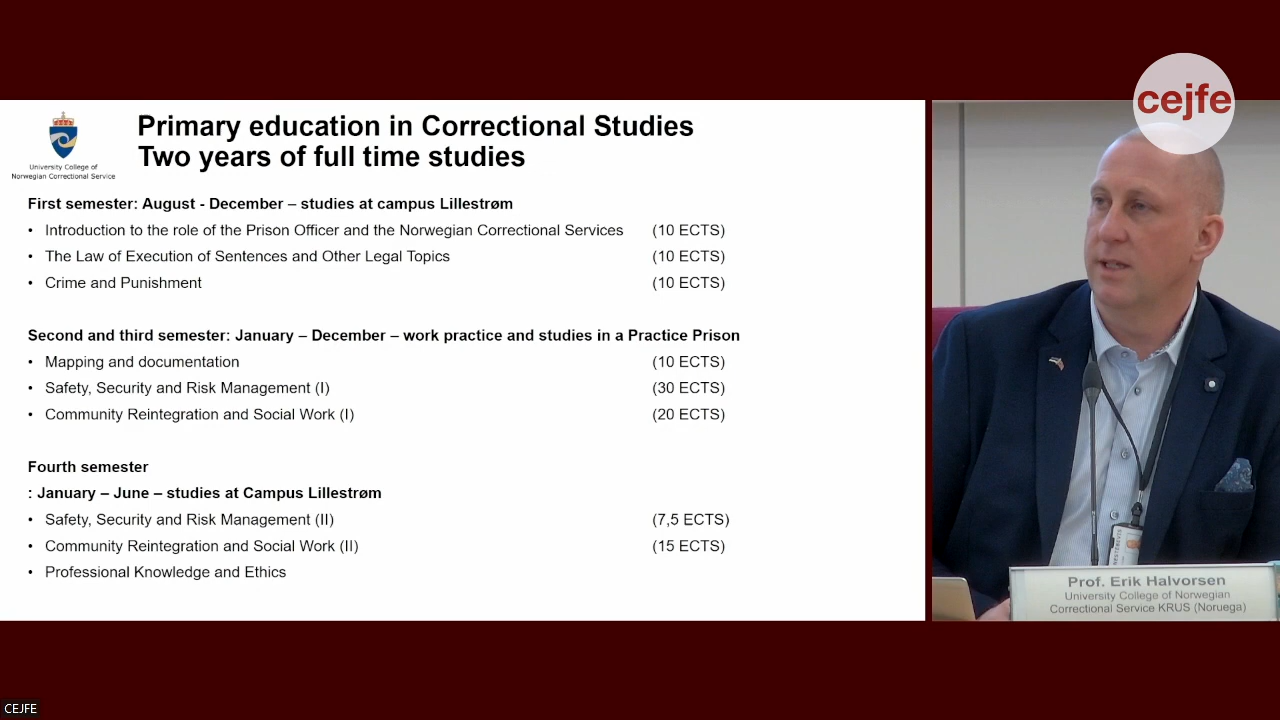 cejfe
University College of
Norwegian Correctional Service
Primary education in Correctional Studies
Two years of full time studies
First semester: August - December – studies at campus Lillestrøm
• Introduction to the role of the Prison Officer and the Norwegian Correctional Services (10 ECTS)
• The Law of Execution of Sentences and Other Legal Topics (10 ECTS)
• Crime and Punishment (10 ECTS)
Second and third semester: January – December – work practice and studies in a Practice Prison
• Mapping and documentation (10 ECTS)
• Safety, Security and Risk Management (I) (30 ECTS)
• Community Reintegration and Social Work (I) (20 ECTS)
Fourth semester
: January – June – studies at Campus Lillestrøm
• Safety, Security and Risk Management (II) (7,5 ECTS)
• Community Reintegration and Social Work (II) (15 ECTS)
• Professional Knowledge and Ethics
Prof. Erik Halvorsen
University College of Norwegian
Correctional Service KRUS (Noruega)
CEJFE